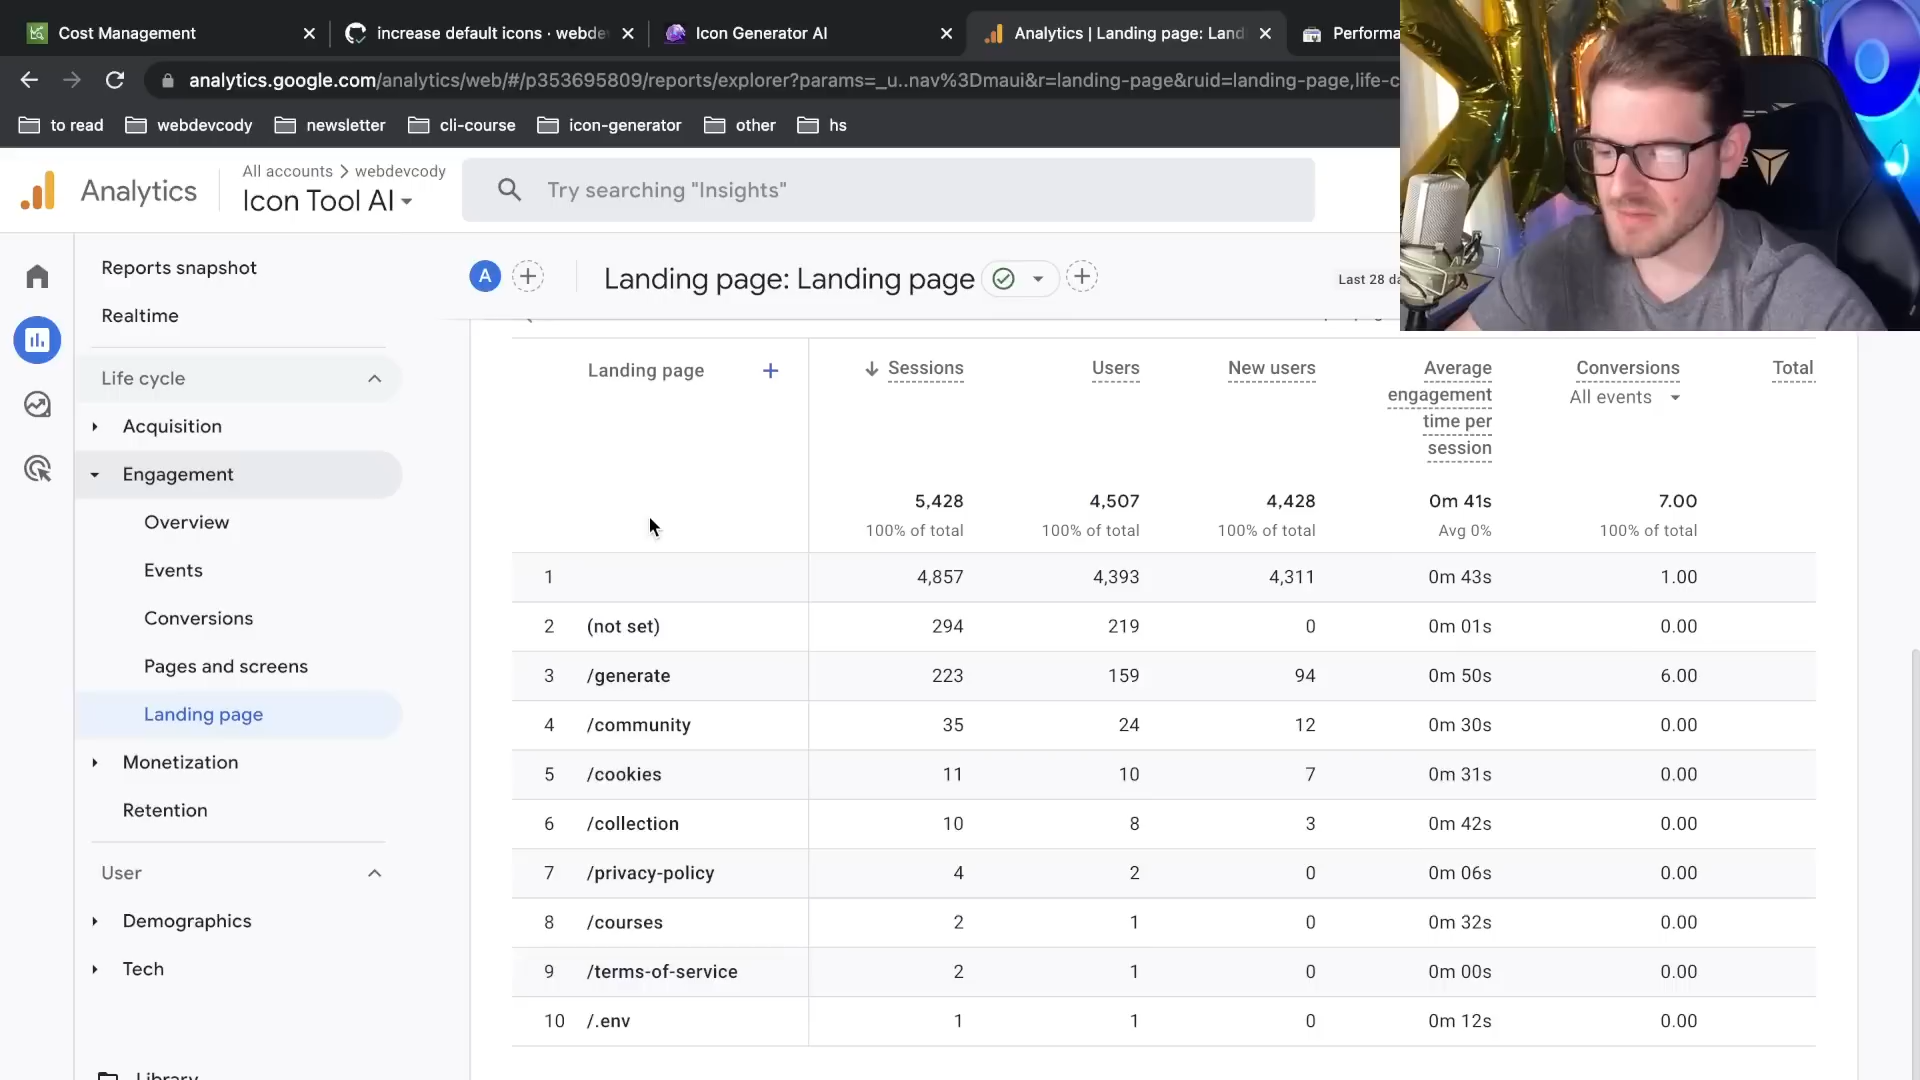 Cost Management
increase default icons · webde
Icon Generator AI
Analytics | Landing page: Land
Performa
analytics.google.com/analytics/web/#/p353695809/reports/explorer?params=_u..nav%3Dmaui&r=landing-page&ruid=landing-page,life-c
to read
webdevcody
newsletter
cli-course
icon-generator
other
hs
Analytics
All accounts > webdevcody
Icon Tool AI
Try searching "Insights"
Reports snapshot
Realtime
Life cycle
Acquisition
Engagement
Overview
Events
Conversions
Pages and screens
Landing page
Monetization
Retention
User
Demographics
Tech
Library
A
Landing page: Landing page
Last 28 da
Landing page
Sessions
Users
New users
Average
engagement
time per
session
Conversions
All events
Total
5,428 4,507 4,428 0m 41s 7.00
100% of total 100% of total 100% of total Avg 0% 100% of total
1 4,857 4,393 4,311 0m 43s 1.00
2 (not set) 294 219 0 0m 01s 0.00
3 /generate 223 159 94 0m 50s 6.00
4 /community 35 24 12 0m 30s 0.00
5 /cookies 11 10 7 0m 31s 0.00
6 /collection 10 8 3 0m 42s 0.00
7 /privacy-policy 4 2 0 0m 06s 0.00
8 /courses 2 1 0 0m 32s 0.00
9 /terms-of-service 2 1 0 0m 00s 0.00
10 /.env 1 1 0 0m 12s 0.00